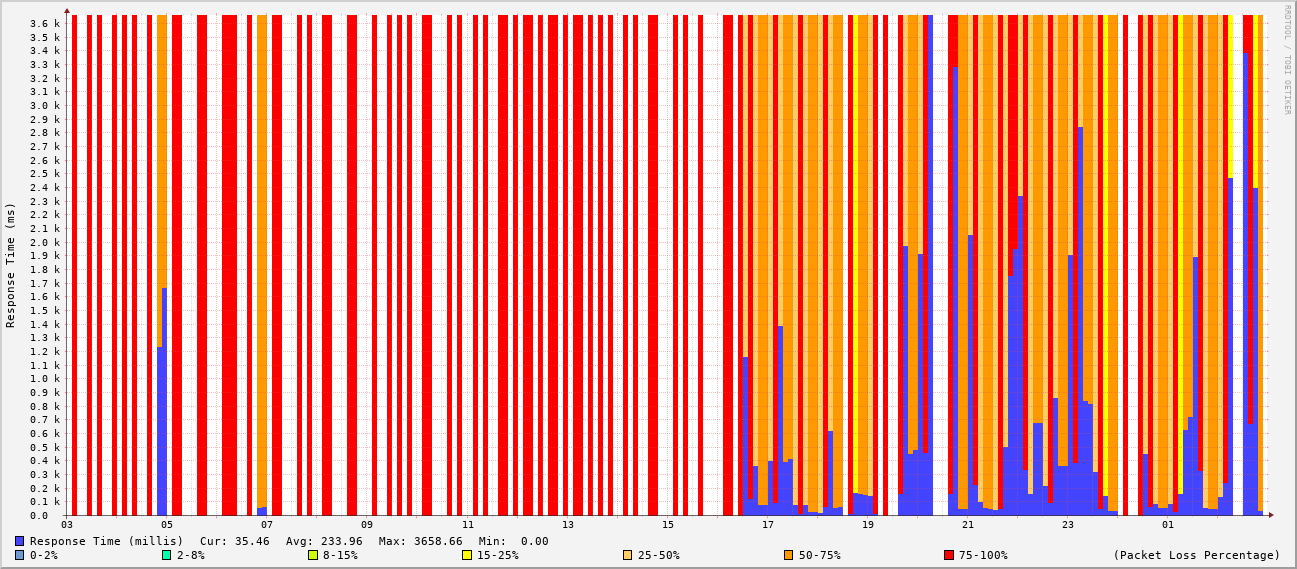 3.6 k
3.5 k
3.4 k
3.3 k
3.2 k
3.1 k
3.0 k
2.9 k
2.8 k
2.7 k
2.6 k
2.5 k
2.4 k
2.3 k
2.2 k
2.1 k
2.0 k
1.9 k
1.8 k
1.7 k
1.6 k
1.5 k
1.4 k
1.3 k
1.2 k
1.1 k
1.0 k
0.9 k
0.8 k
0.7 k
0.6 k
0.5 k
0.4 k
0.3 k
0.2 k
0.1 k
0.0
Response Time (ms)
RRDTOOL / TOBI OETIKER
03 05 07 09 11 13 15 17 19 21 23 01
Response Time (millis) Cur: 35.46 Avg: 233.96 Max: 3658.66 Min: 0.00
0-2% 2-8% 8-15% 15-25% 25-50% 50-75% 75-100% (Packet Loss Percentage)